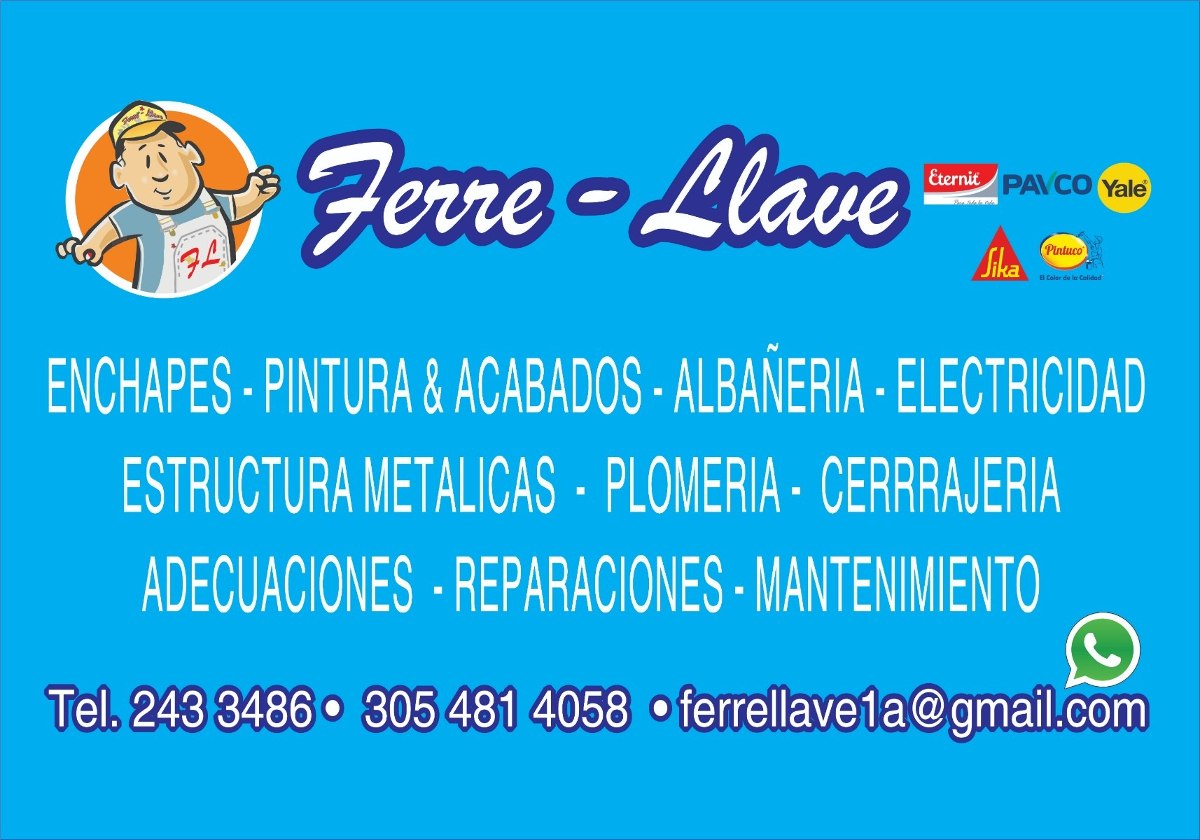 Ferre - Llave
FL
Eternit
PAVCO
Yale
Sika
Pintuco
El Color de la Calidad
ENCHAPES - PINTURA & ACABADOS - ALBAÑERIA - ELECTRICIDAD
ESTRUCTURA METALICAS - PLOMERIA - CERRRAJERIA
ADECUACIONES - REPARACIONES - MANTENIMIENTO
Tel. 243 3486 • 305 481 4058 • ferrellave1a@gmail.com